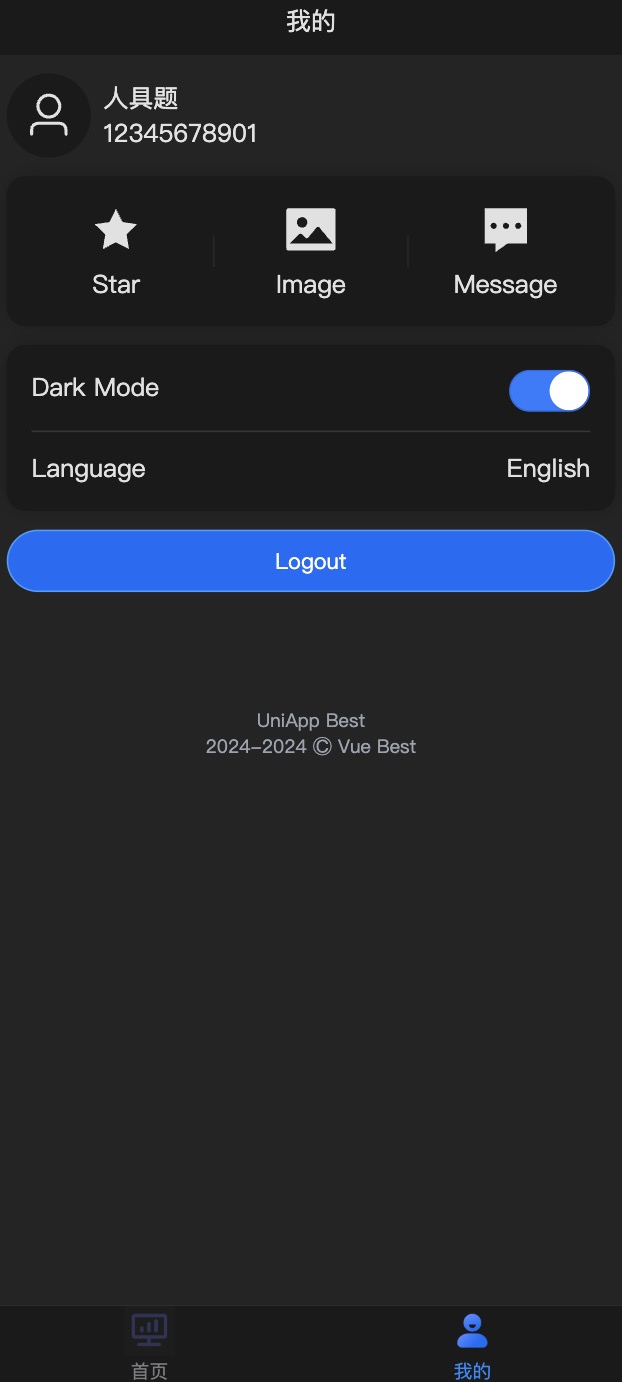 我的
人具题
12345678901
Star
Image
Message
Dark Mode
Language
English
Logout
UniApp Best
2024-2024 © Vue Best
首页
我的